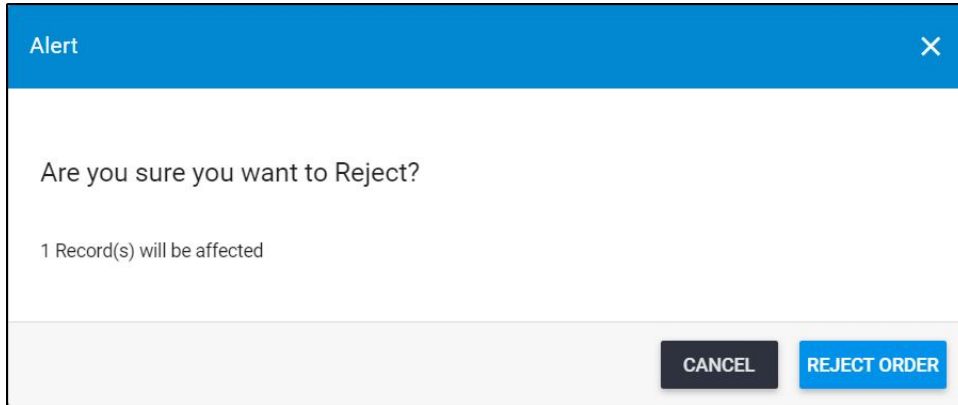 Alert
Are you sure you want to Reject?
1 Record(s) will be affected
CANCEL REJECT ORDER